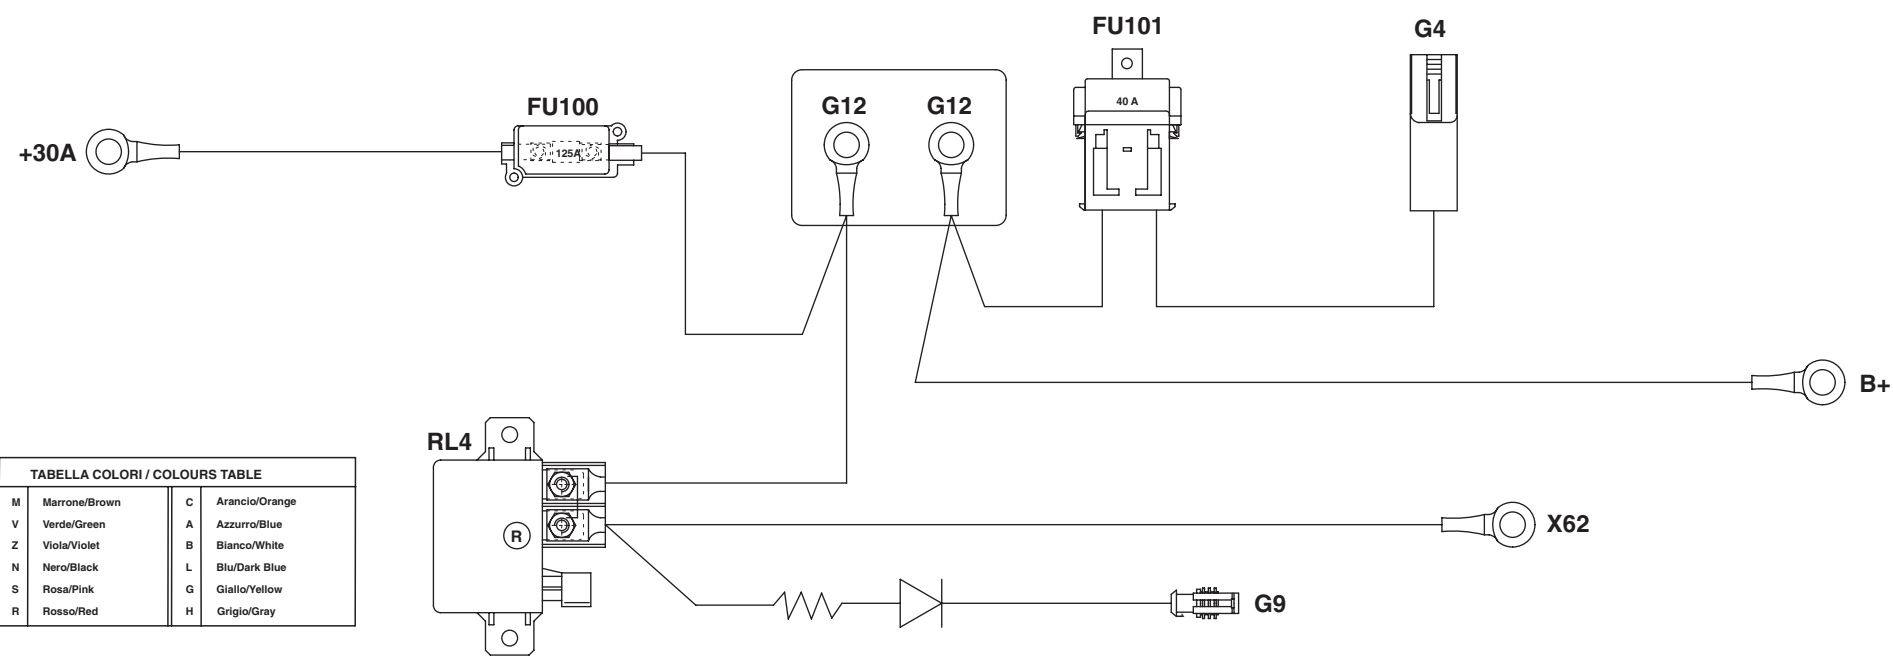 FU101
G4
FU100
G12
G12
40 A
+30A
125A
B+
RL4
TABELLA COLORI / COLOURS TABLE
M Marrone/Brown C Arancio/Orange
V Verde/Green A Azzurro/Blue
Z Viola/Violet B Bianco/White
N Nero/Black L Blu/Dark Blue
S Rosa/Pink G Giallo/Yellow
R Rosso/Red H Grigio/Gray
R
X62
G9